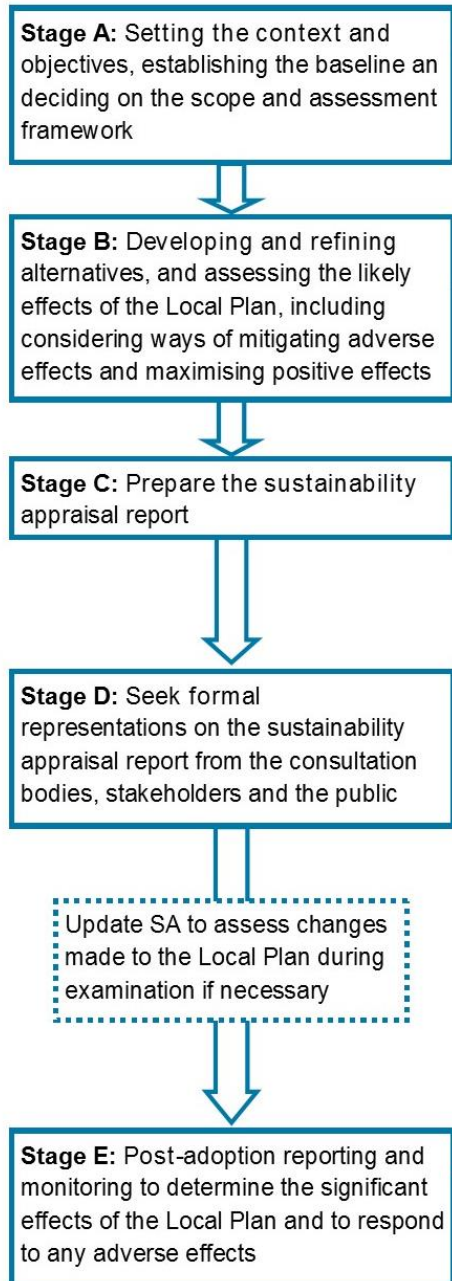 Stage A: Setting the context and
objectives, establishing the baseline an
deciding on the scope and assessment
framework
Stage B: Developing and refining
alternatives, and assessing the likely
effects of the Local Plan, including
considering ways of mitigating adverse
effects and maximising positive effects
Stage C: Prepare the sustainability
appraisal report
Stage D: Seek formal
representations on the sustainability
appraisal report from the consultation
bodies, stakeholders and the public
Update SA to assess changes
made to the Local Plan during
examination if necessary
Stage E: Post-adoption reporting and
monitoring to determine the significant
effects of the Local Plan and to respond
to any adverse effects